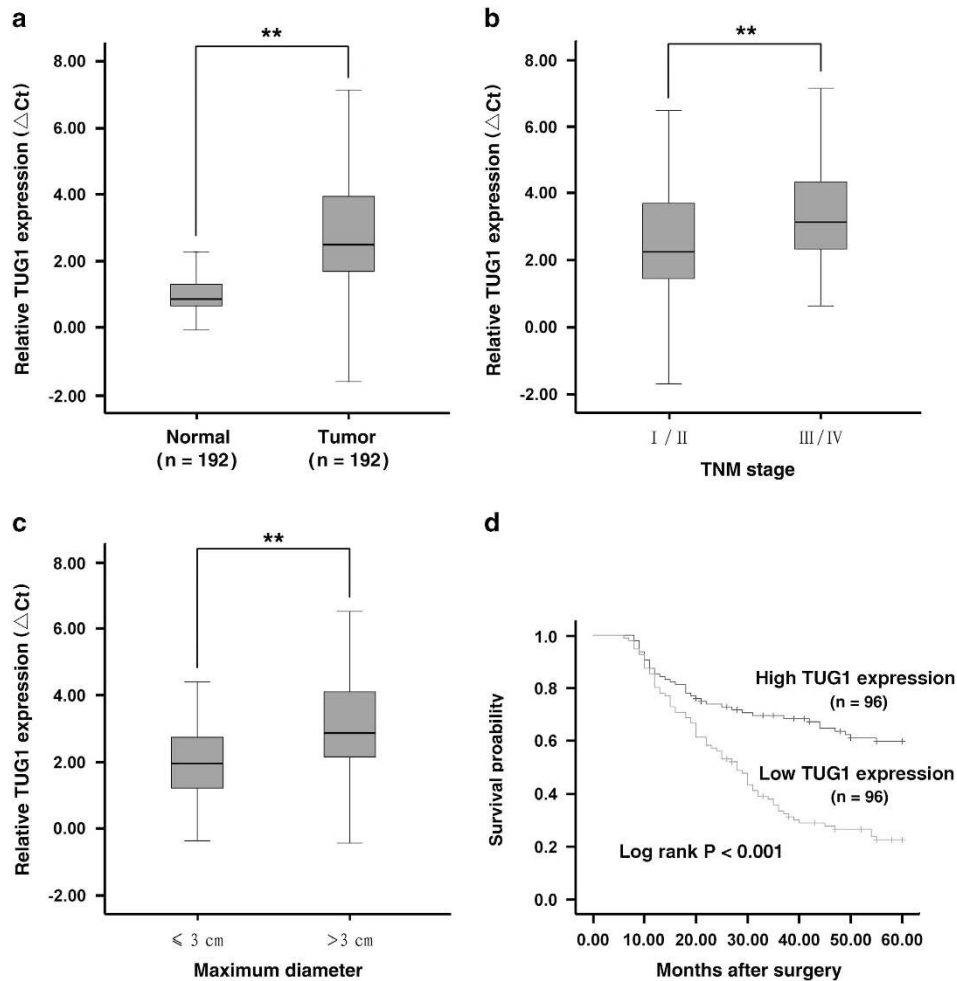 a
**
Relative TUG1 expression (△Ct)
8.00
6.00
4.00
2.00
0.00
-2.00
Normal
(n = 192)
Tumor
(n = 192)
b
**
Relative TUG1 expression (△Ct)
8.00
6.00
4.00
2.00
0.00
-2.00
Ⅰ / Ⅱ
Ⅲ/Ⅳ
TNM stage
c
**
Relative TUG1 expression (△Ct)
8.00
6.00
4.00
2.00
0.00
-2.00
⩽ 3 cm
>3 cm
Maximum diameter
d
Survival proability
1.0
0.8
0.6
0.4
0.2
0.0
High TUG1 expression
(n = 96)
Low TUG1 expression
(n = 96)
Log rank P < 0.001
0.00 10.00 20.00 30.00 40.00 50.00 60.00
Months after surgery